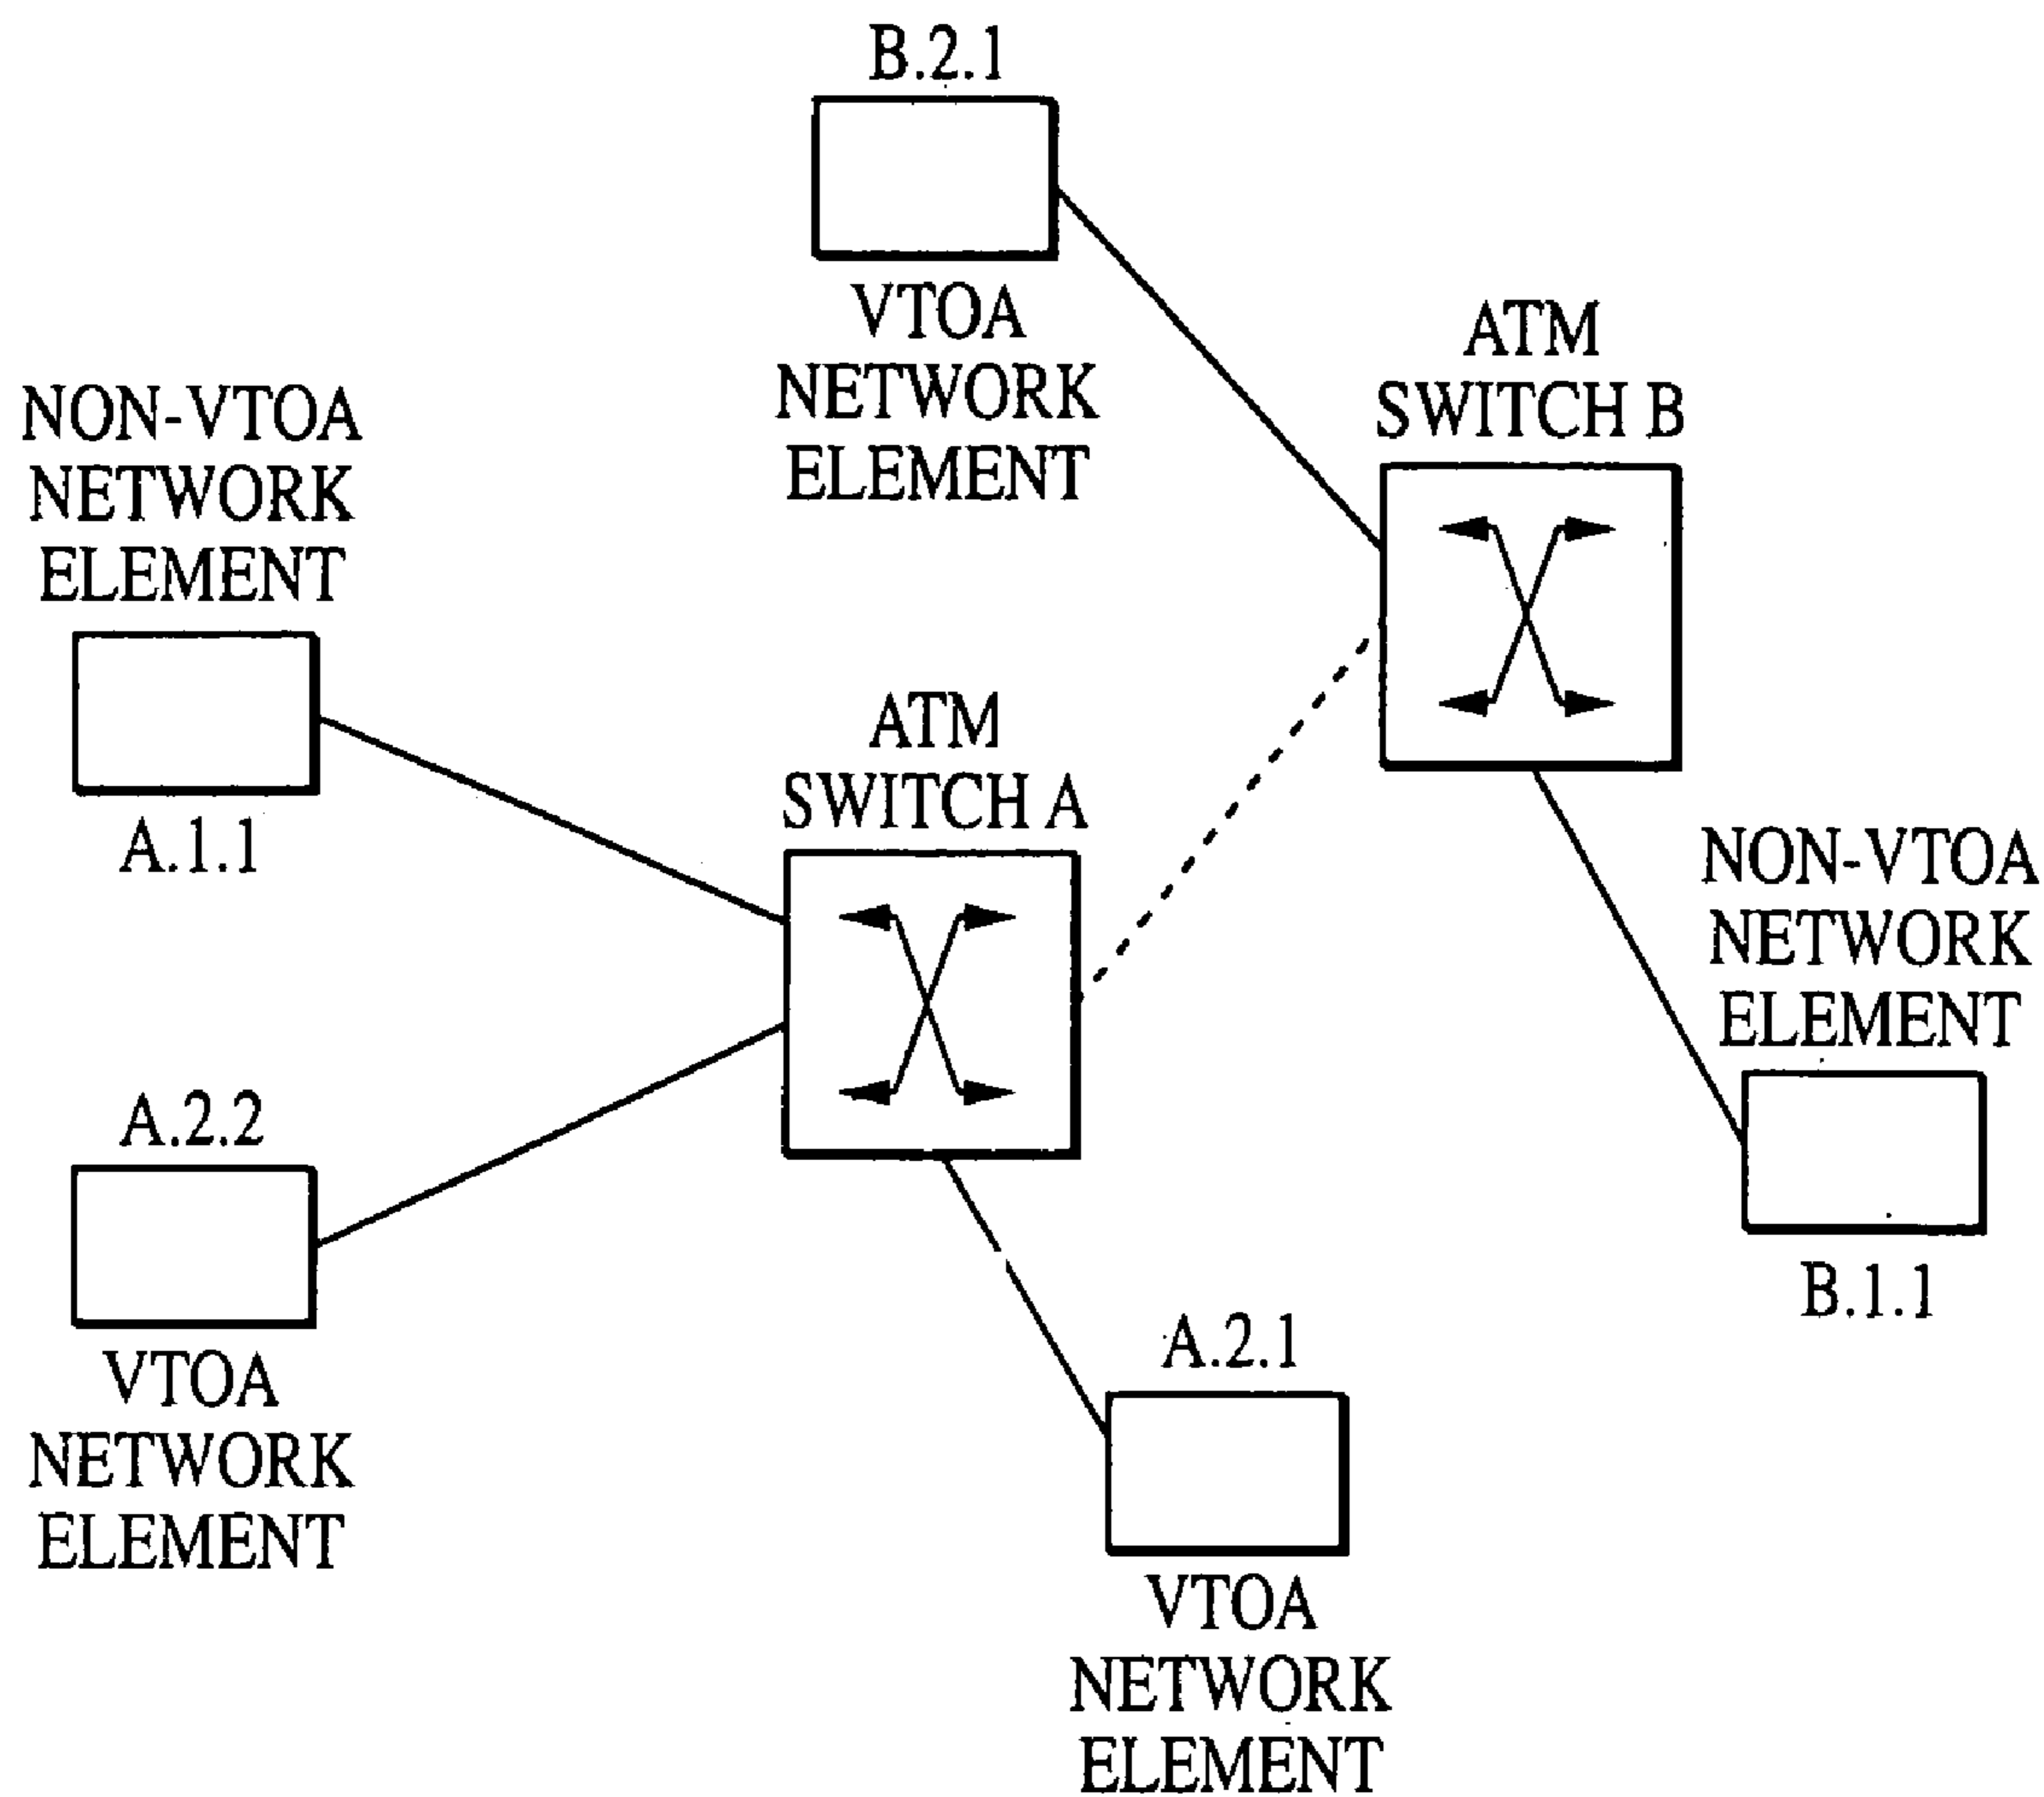 B.2.1
VTOA
NETWORK
ELEMENT
ATM
SWITCH B
NON-VTOA
NETWORK
ELEMENT
A.1.1
ATM
SWITCH A
NON-VTOA
NETWORK
ELEMENT
B.1.1
A.2.2
VTOA
NETWORK
ELEMENT
A.2.1
VTOA
NETWORK
ELEMENT